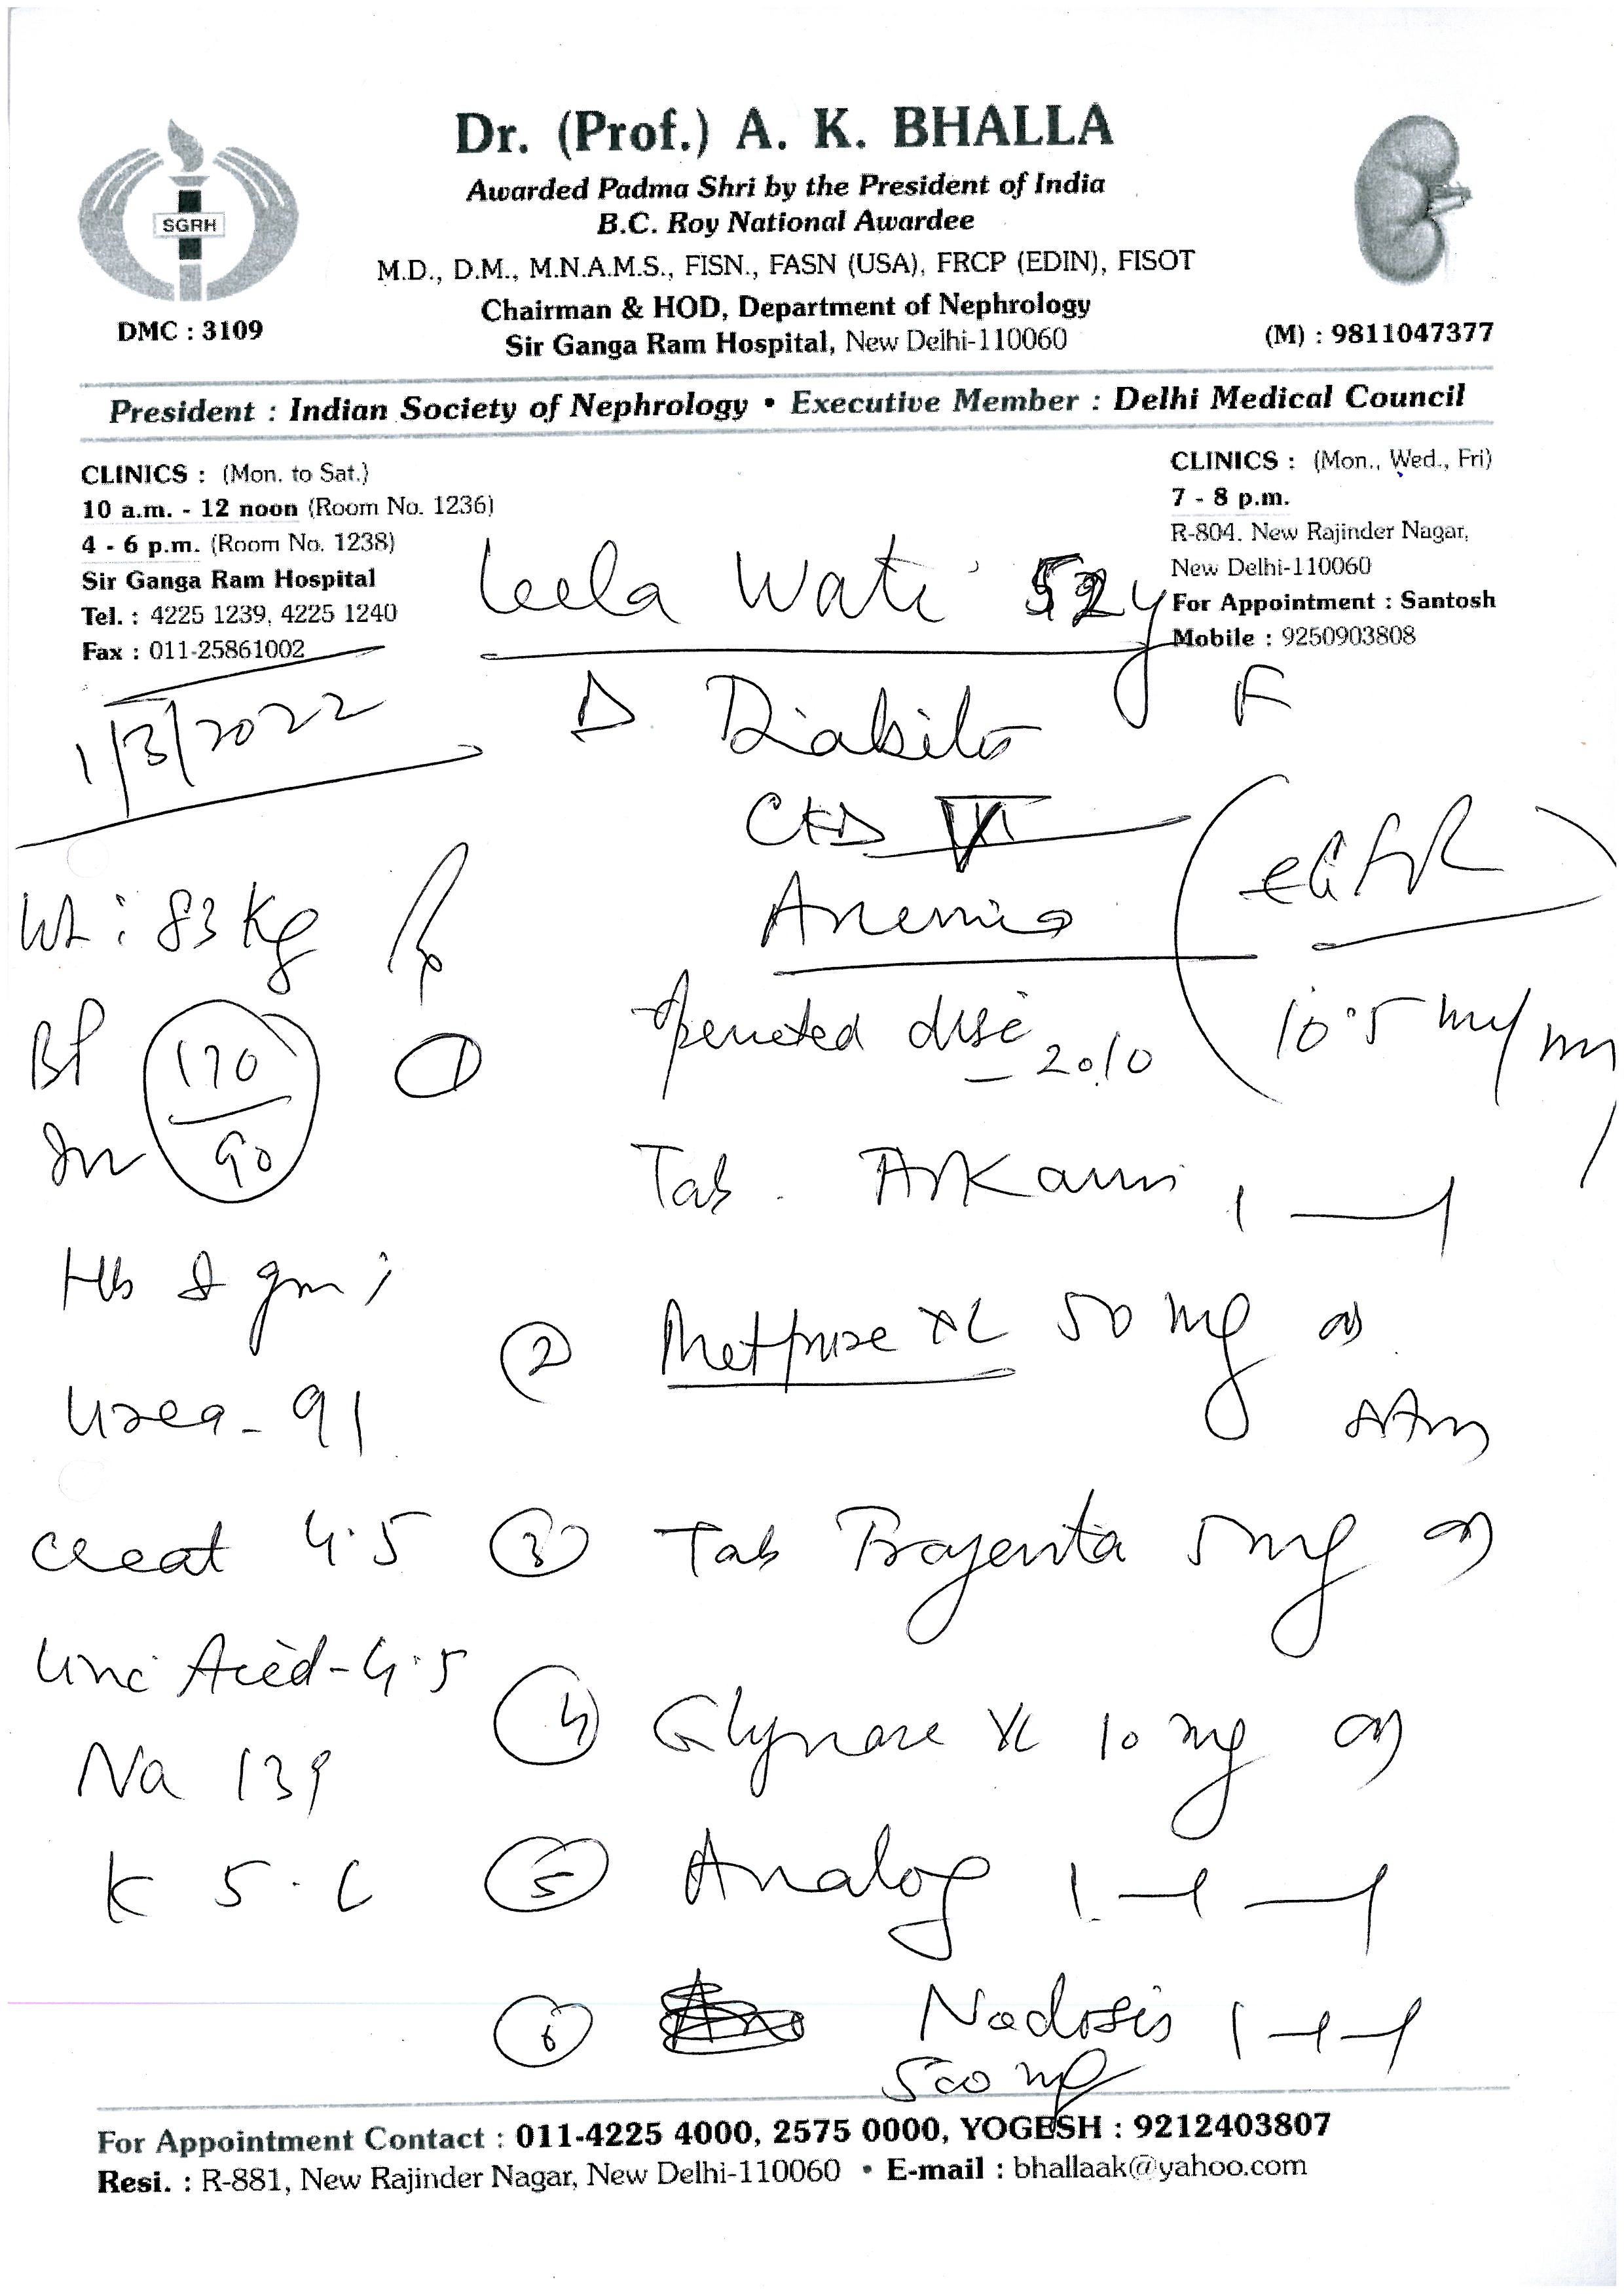 Dr. (Prof.) A. K. BHALLA
Awarded Padma Shri by the President of India
B.C. Roy National Awardee
M.D., D.M., M.N.A.M.S., FISN., FASN (USA), FRCP (EDIN), FISOT
Chairman & HOD, Department of Nephrology
Sir Ganga Ram Hospital, New Delhi-110060
SGRH
DMC : 3109
(M) : 9811047377
President : Indian Society of Nephrology • Executive Member : Delhi Medical Council
CLINICS : (Mon. to Sat.)
10 a.m. - 12 noon (Room No. 1236)
4 - 6 p.m. (Room No. 1238)
Sir Ganga Ram Hospital
Tel. : 4225 1239, 4225 1240
Fax : 011-25861002
CLINICS : (Mon., Wed., Fri)
7 - 8 p.m.
R-804. New Rajinder Nagar,
New Delhi-110060
For Appointment : Santosh
Mobile : 9250903808
Leela Wati 52y
F
1/3/2022
Δ. Diabites
CKD V
Anemia
(eGFR
10.5 ml/mn)
Wt : 83 Kg
Rx
operated disc
2010
BP 170/90
①
Tab. Arkamin 1
Hb 8 gm
② Metprise XL 50 mg OD
Urea - 91
Creat 4.5
③ Tab Trajenta 5mg OD
Uric Acid - 4.5
④ Glynase XL 10 mg OD
Na 139
K 5.
⑤ Analog 1-1-1
⑥ Nodosis 1-1-1
500 mg
For Appointment Contact : 011-4225 4000, 2575 0000, YOGESH : 9212403807
Resi. : R-881, New Rajinder Nagar, New Delhi-110060 • E-mail : bhallaak@yahoo.com